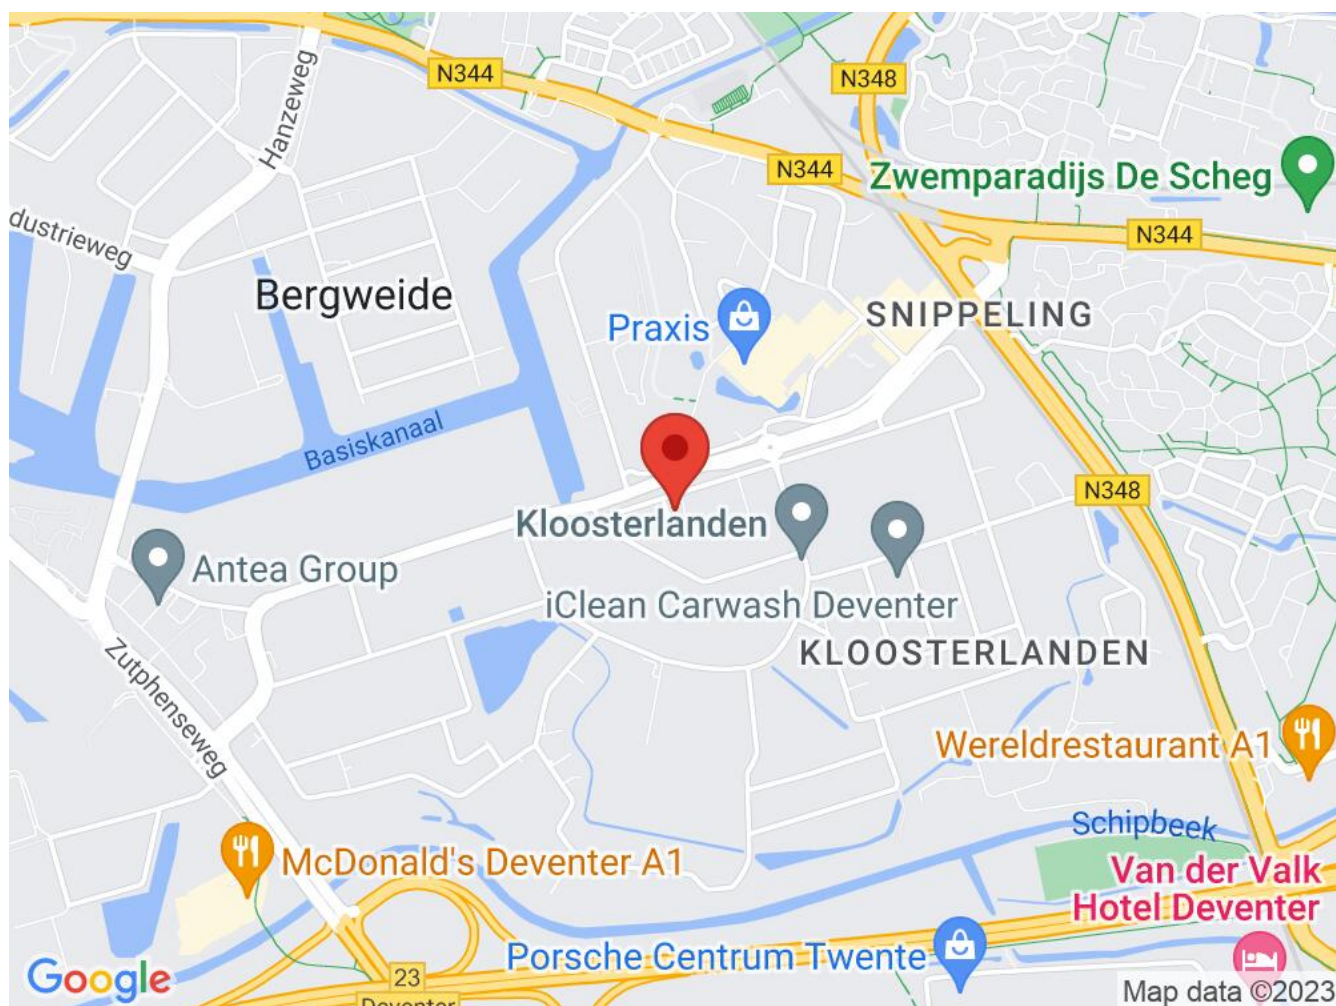 N344
N348
Hanzeweg
N344
Zwemparadijs De Scheg
dustrieweg
N344
Bergweide
Praxis
SNIPPELING
Basiskanaal
N348
Kloosterlanden
Antea Group
iClean Carwash Deventer
KLOOSTERLANDEN
Zutphenseweg
Wereldrestaurant A1
Schipbeek
McDonald's Deventer A1
Van der Valk
Hotel Deventer
Porsche Centrum Twente
Google
23
Deventer
Map data ©2023